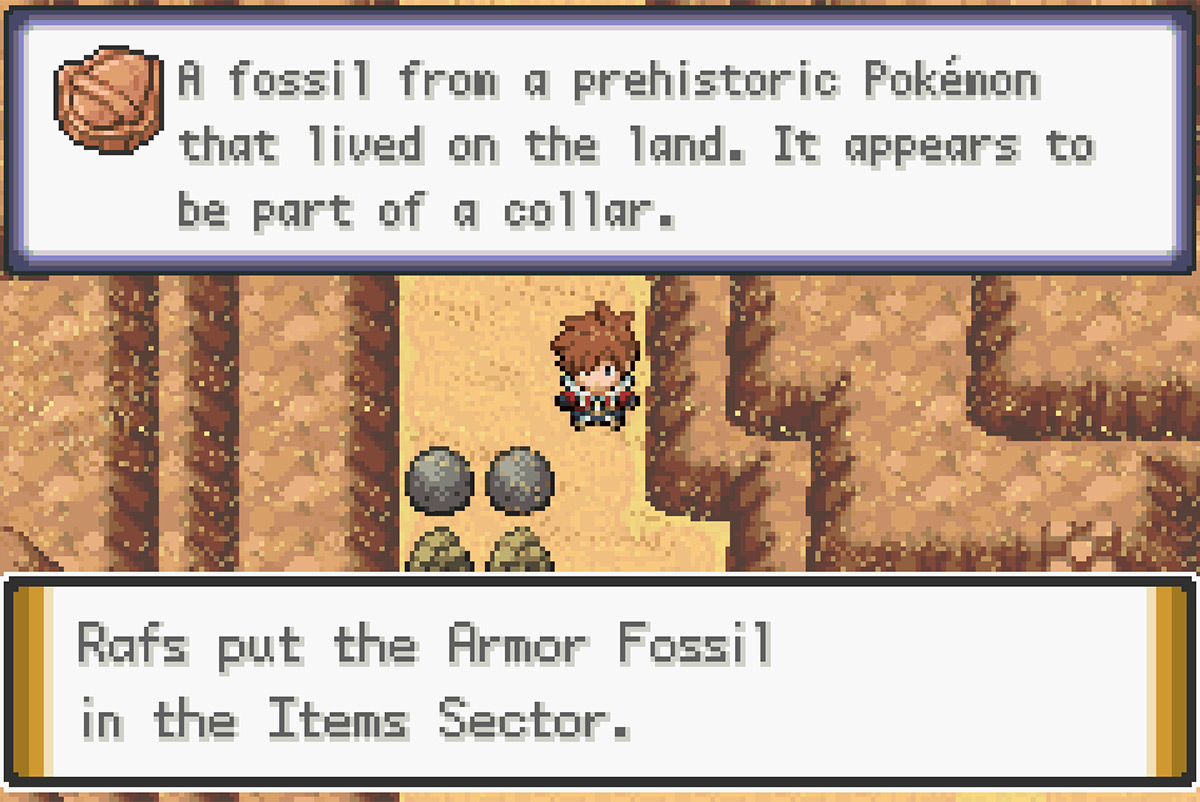 A fossil from a prehistoric Pokémon
that lived on the land. It appears to
be part of a collar.
Rafs put the Armor Fossil
in the Items Sector.